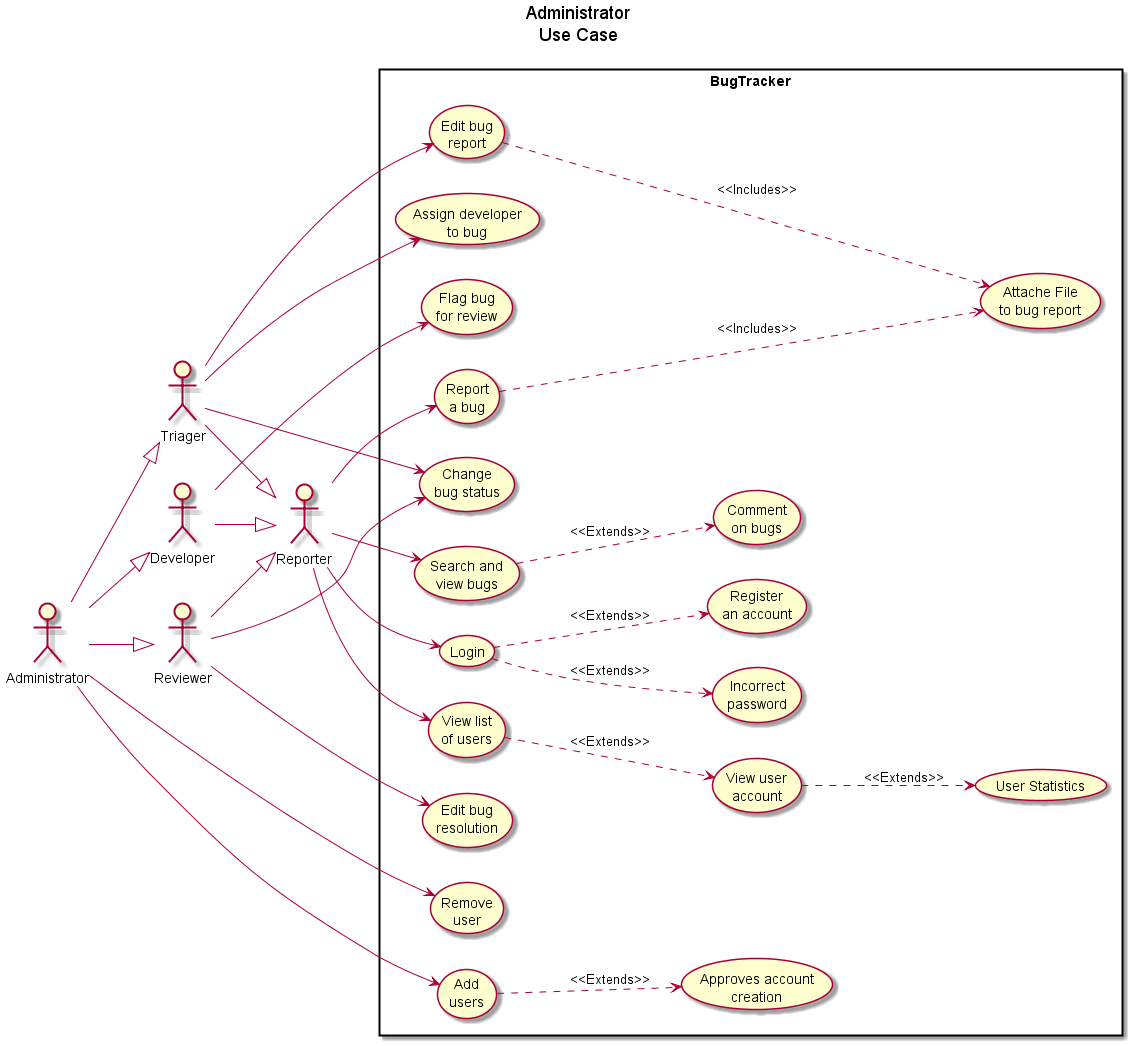 Administrator
Use Case
BugTracker
Edit bug
report
<<Includes>>
Assign developer
to bug
Flag bug
for review
Attache File
to bug report
<<Includes>>
Report
a bug
Triager
Change
bug status
Comment
on bugs
<<Extends>>
Developer
Reporter
Search and
view bugs
Register
an account
<<Extends>>
Login
<<Extends>>
Administrator
Reviewer
Incorrect
password
View list
of users
<<Extends>>
View user
account
<<Extends>>
User Statistics
Edit bug
resolution
Remove
user
Add
users
<<Extends>>
Approves account
creation